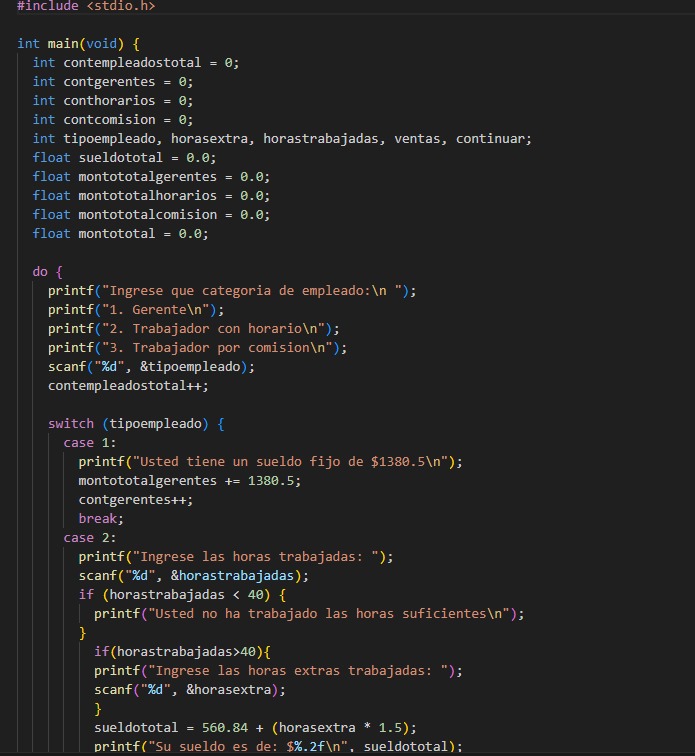 #include <stdio.h>
int main(void) {
int contempleadostotal = 0;
int contgerentes = 0;
int conthorarios = 0;
int contcomision = 0;
int tipoempleado, horasextra, horastrabajadas, ventas, continuar;
float sueldototal = 0.0;
float montototalgerentes = 0.0;
float montototalhorarios = 0.0;
float montototalcomision = 0.0;
float montototal = 0.0;
do {
printf("Ingrese que categoria de empleado:\n ");
printf("1. Gerente\n");
printf("2. Trabajador con horario\n");
printf("3. Trabajador por comision\n");
scanf("%d", &tipoempleado);
contempleadostotal++;
switch (tipoempleado) {
case 1:
printf("Usted tiene un sueldo fijo de $1380.5\n");
montototalgerentes += 1380.5;
contgerentes++;
break;
case 2:
printf("Ingrese las horas trabajadas: ");
scanf("%d", &horastrabajadas);
if (horastrabajadas < 40) {
printf("Usted no ha trabajado las horas suficientes\n");
}
if(horastrabajadas>40){
printf("Ingrese las horas extras trabajadas: ");
scanf("%d", &horasextra);
}
sueldototal = 560.84 + (horasextra * 1.5);
printf("Su sueldo es de: $%.2f\n", sueldototal);